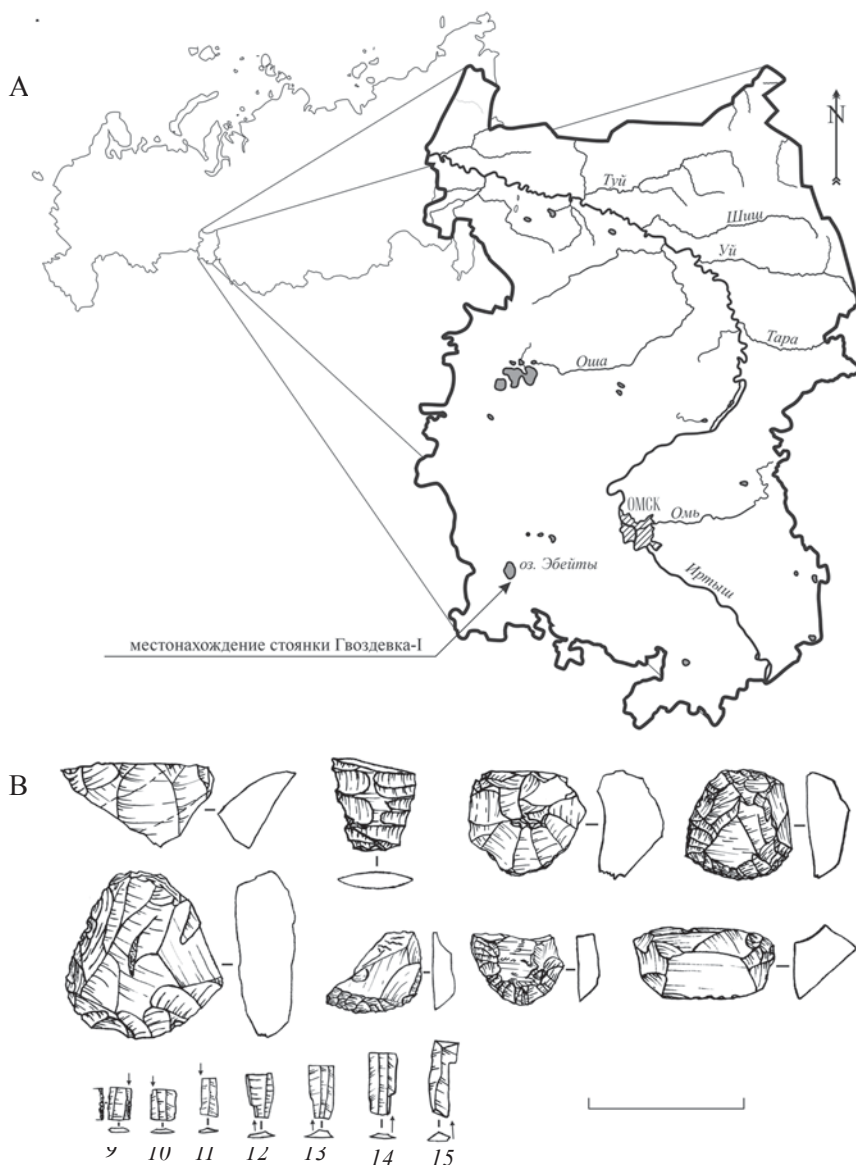 A
N
Туй
Шиш
Уй
Тара
Оша
ОМСК
Омь
оз. Эбейты
Иртыш
местонахождение стоянки Гвоздевка-I
B
9 10 11 12 13 14 15